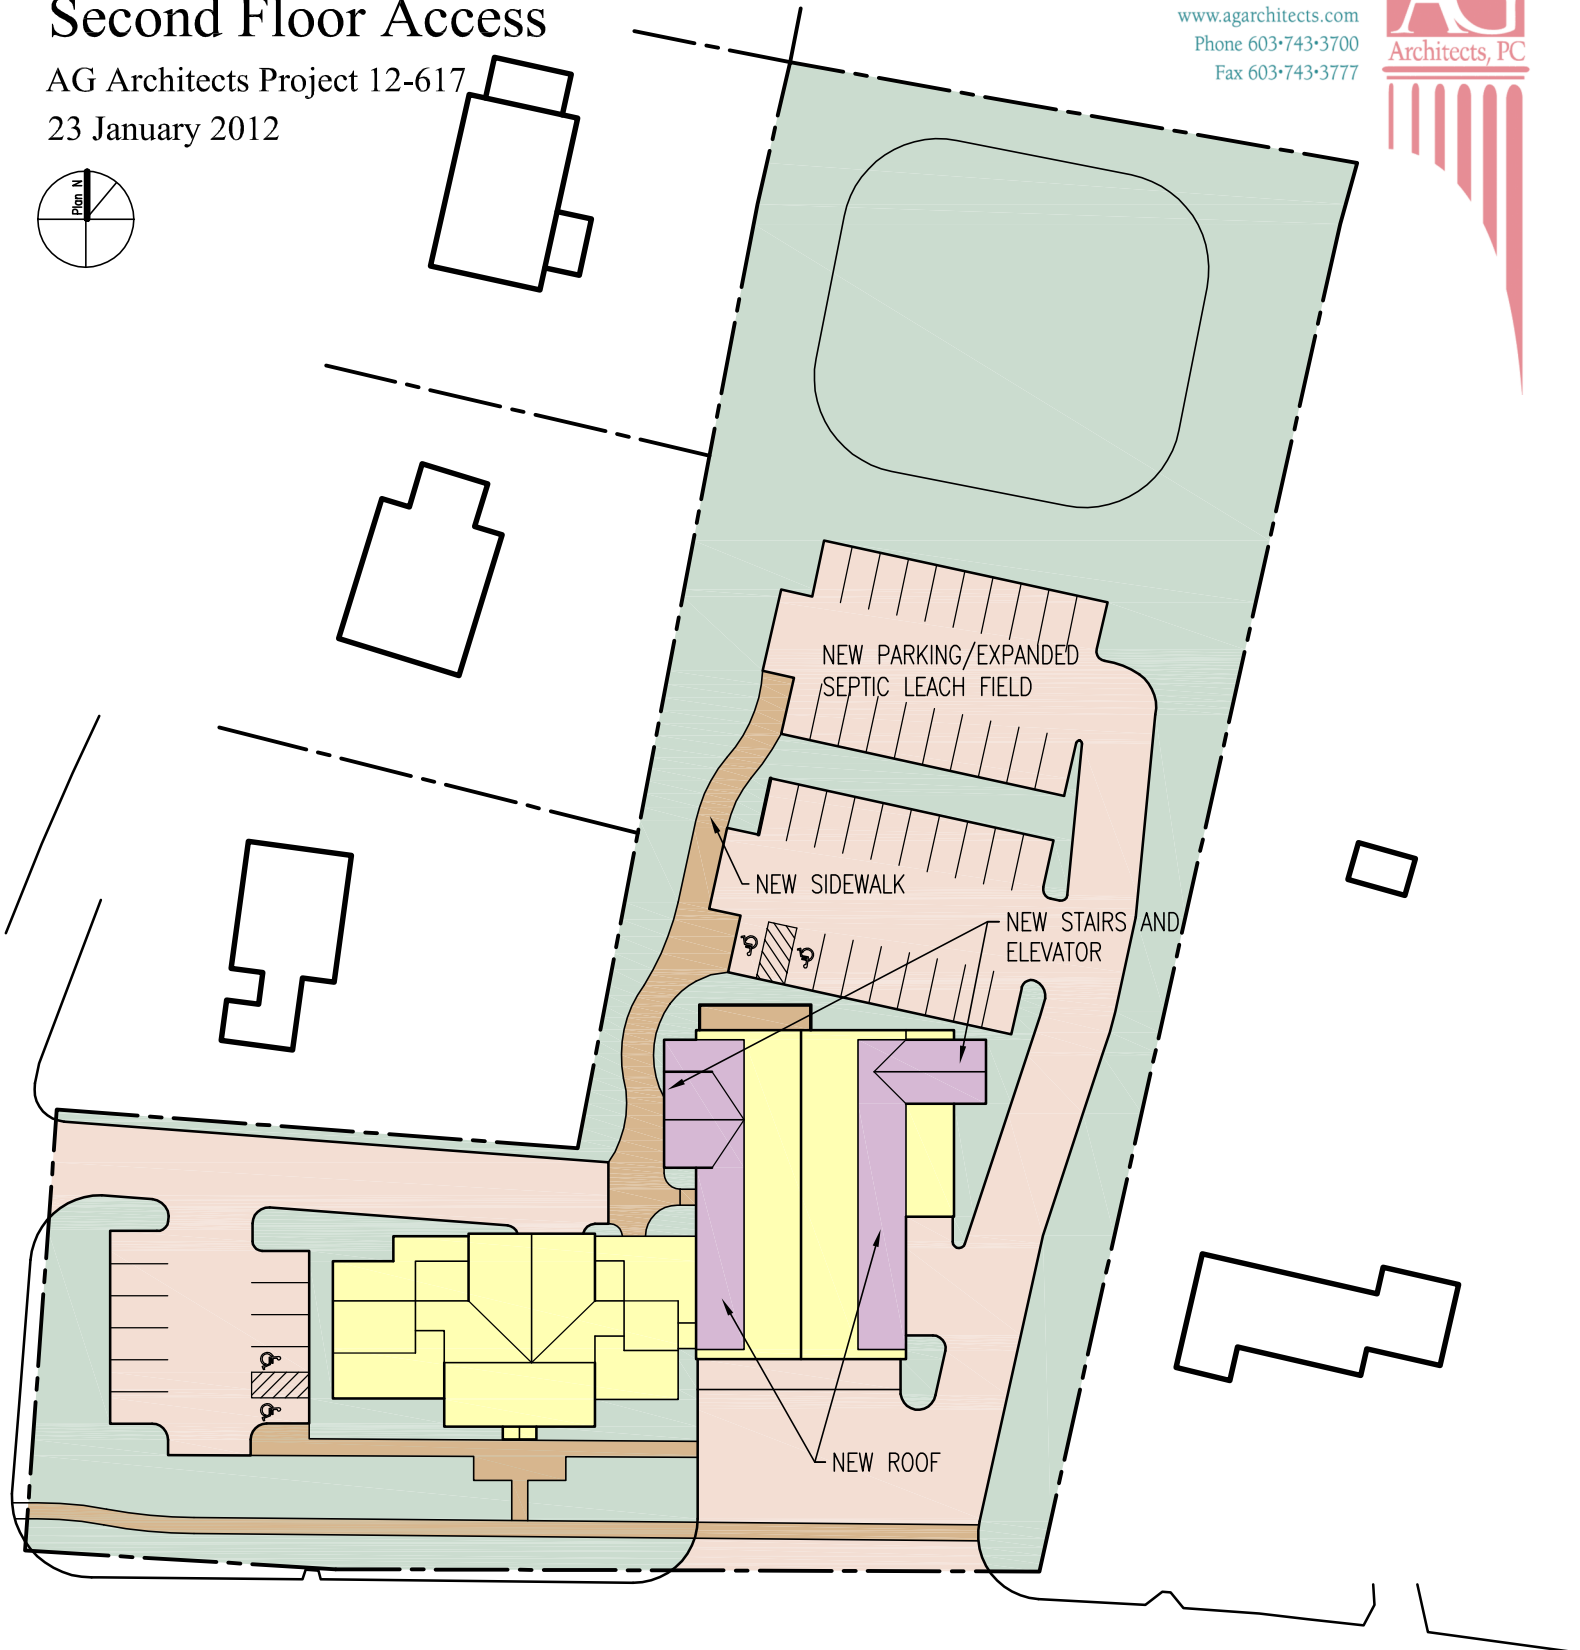 Second Floor Access
AG Architects Project 12-617
23 January 2012
Plan N
www.agarchitects.com
Phone 603•743•3700
Fax 603•743•3777
AG
Architects, PC
NEW PARKING/EXPANDED
SEPTIC LEACH FIELD
NEW SIDEWALK
NEW STAIRS AND
ELEVATOR
NEW ROOF